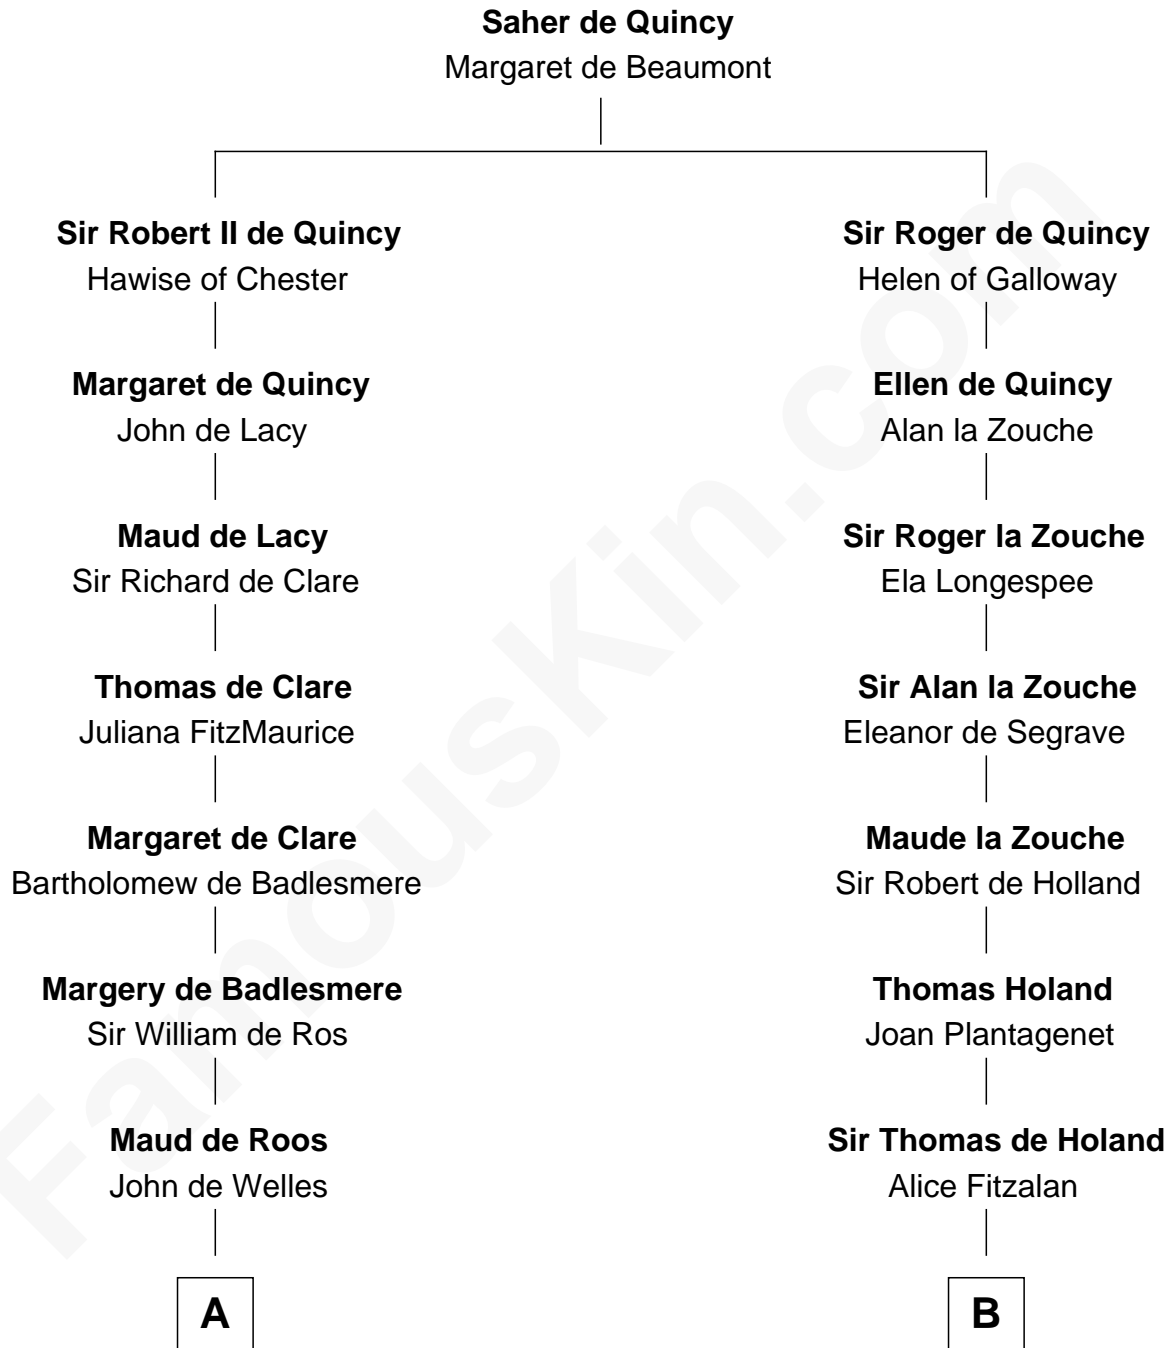 Saher de Quincy
Margaret de Beaumont
Sir Robert II de Quincy
Hawise of Chester
Sir Roger de Quincy
Helen of Galloway
Margaret de Quincy
John de Lacy
Ellen de Quincy
Alan la Zouche
Maud de Lacy
Sir Richard de Clare
Sir Roger la Zouche
Ela Longespee
Thomas de Clare
Juliana FitzMaurice
Sir Alan la Zouche
Eleanor de Segrave
Margaret de Clare
Bartholomew de Badlesmere
Maude la Zouche
Sir Robert de Holland
Margery de Badlesmere
Sir William de Ros
Thomas Holand
Joan Plantagenet
Maud de Roos
John de Welles
Sir Thomas de Holand
Alice Fitzalan
A
B
FamousKin.com